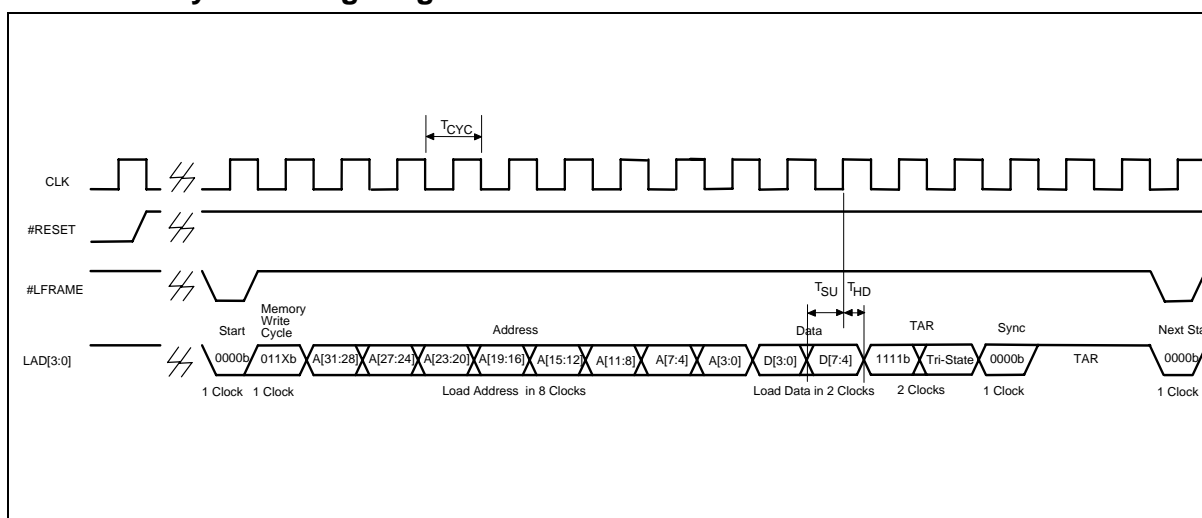 TCYC
CLK
#RESET
#LFRAME
TSU THD
Memory
Write
Cycle
Start Address Data TAR Sync Next Sta
LAD[3:0] 0000b 011Xb A[31:28] A[27:24] A[23:20] A[19:16] A[15:12] A[11:8] A[7:4] A[3:0] D[3:0] D[7:4] 1111b Tri-State 0000b TAR 0000b
1 Clock 1 Clock Load Address in 8 Clocks Load Data in 2 Clocks 2 Clocks 1 Clock 1 Clock